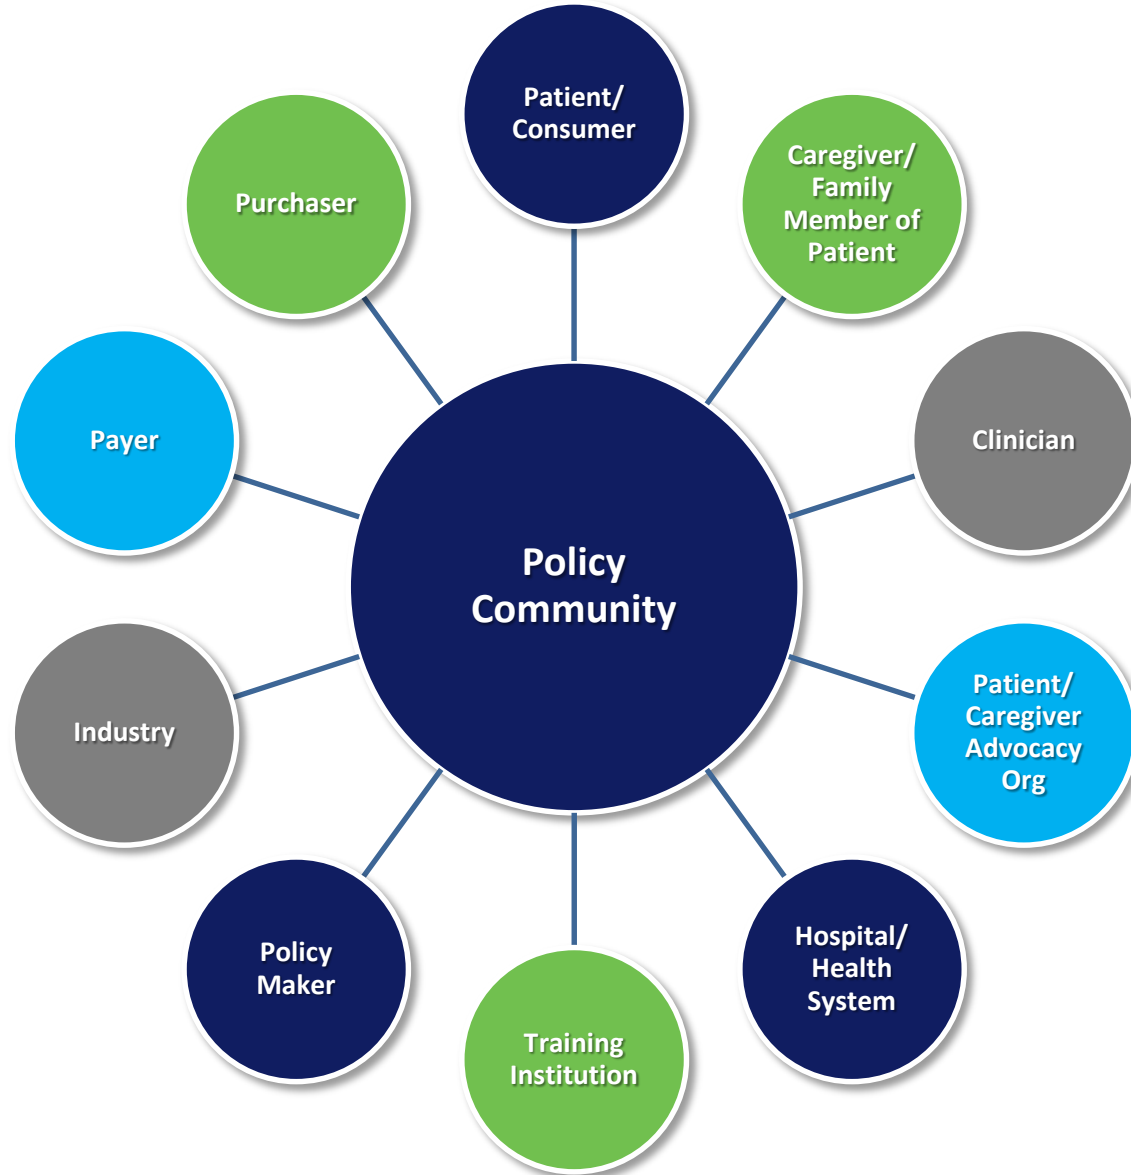 Patient/
Consumer
Caregiver/
Family
Member of
Patient
Purchaser
Clinician
Payer
Policy
Community
Patient/
Caregiver
Advocacy
Org
Industry
Hospital/
Health
System
Policy
Maker
Training
Institution